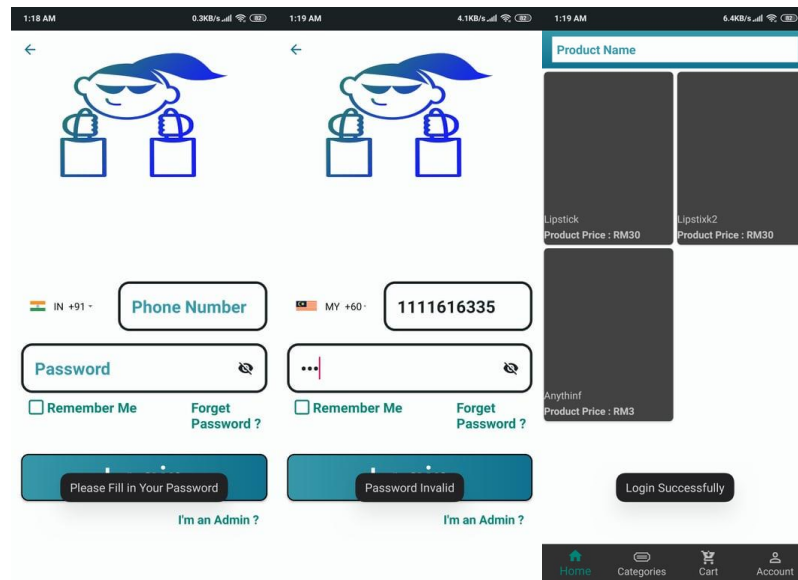 1:18 AM 0.3KB/s 82
IN +91
Phone Number
Password
Remember Me
Forget
Password ?
Please Fill in Your Password
I'm an Admin ?
1:19 AM 4.1KB/s 82
MY +60
1111616335
•••
Remember Me
Forget
Password ?
Password Invalid
I'm an Admin ?
1:19 AM 6.4KB/s 82
Product Name
Lipstick
Product Price : RM30
Lipstixk2
Product Price : RM30
Anythinf
Product Price : RM3
Login Successfully
Home Categories Cart Account